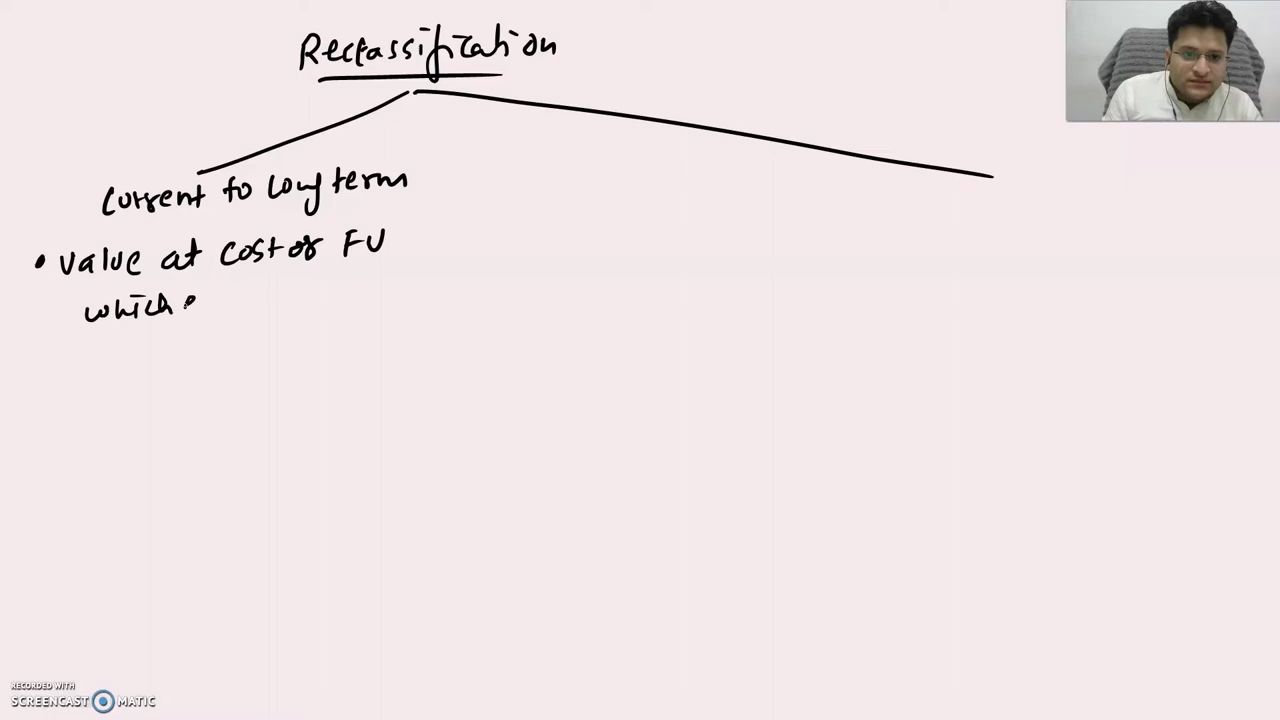 Reclassification
Current to long term
• Value at cost or FV
which
RECORDED WITH
SCREENCAST MATIC